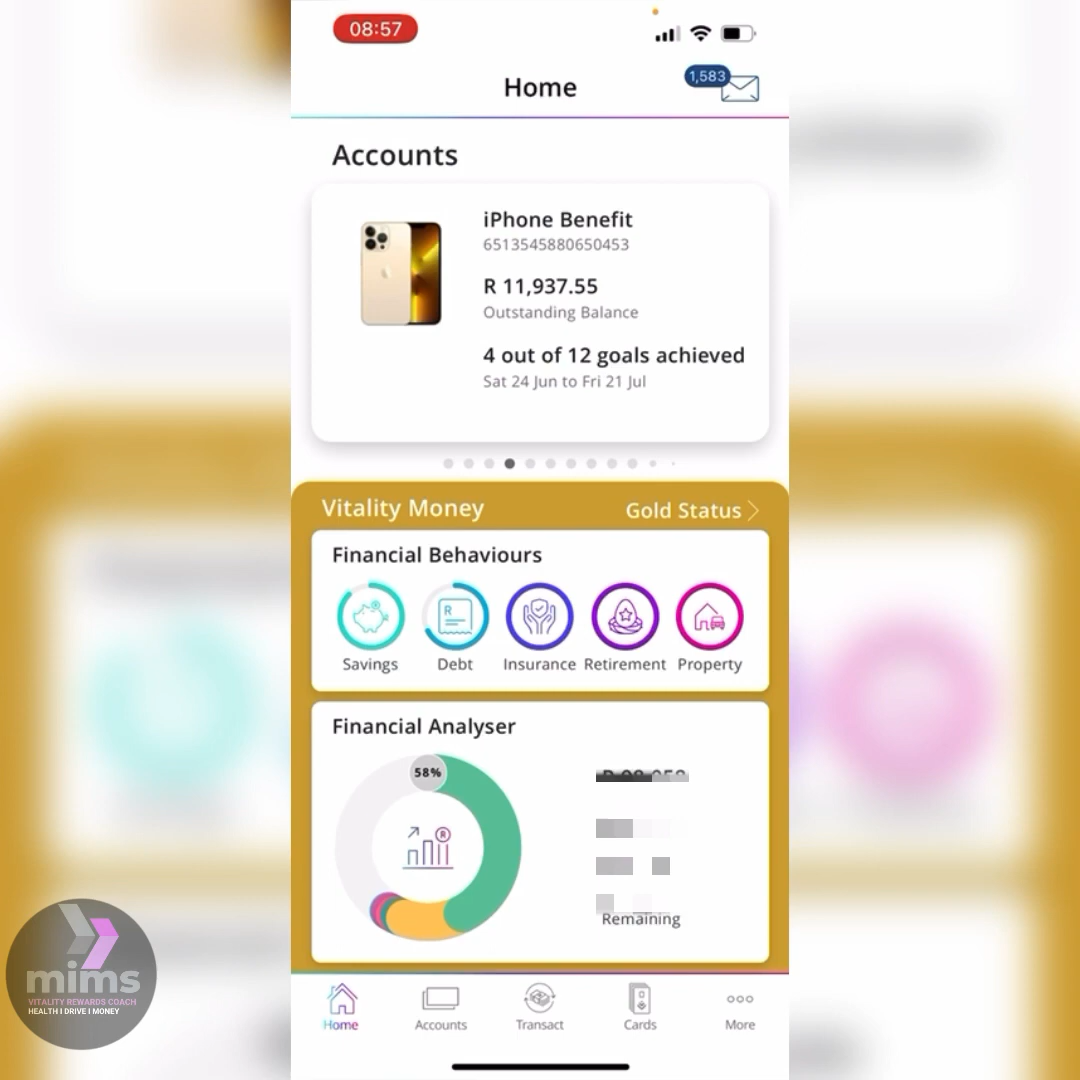 08:57
Home
1,583
Accounts
iPhone Benefit
6513545880650453
R 11,937.55
Outstanding Balance
4 out of 12 goals achieved
Sat 24 Jun to Fri 21 Jul
Vitality Money
Gold Status
Financial Behaviours
R
Savings
Debt
Insurance
Retirement
Property
Financial Analyser
58%
R
Remaining
mims
VITALITY REWARDS COACH
HEALTH I DRIVE I MONEY
Home
Accounts
Transact
Cards
More